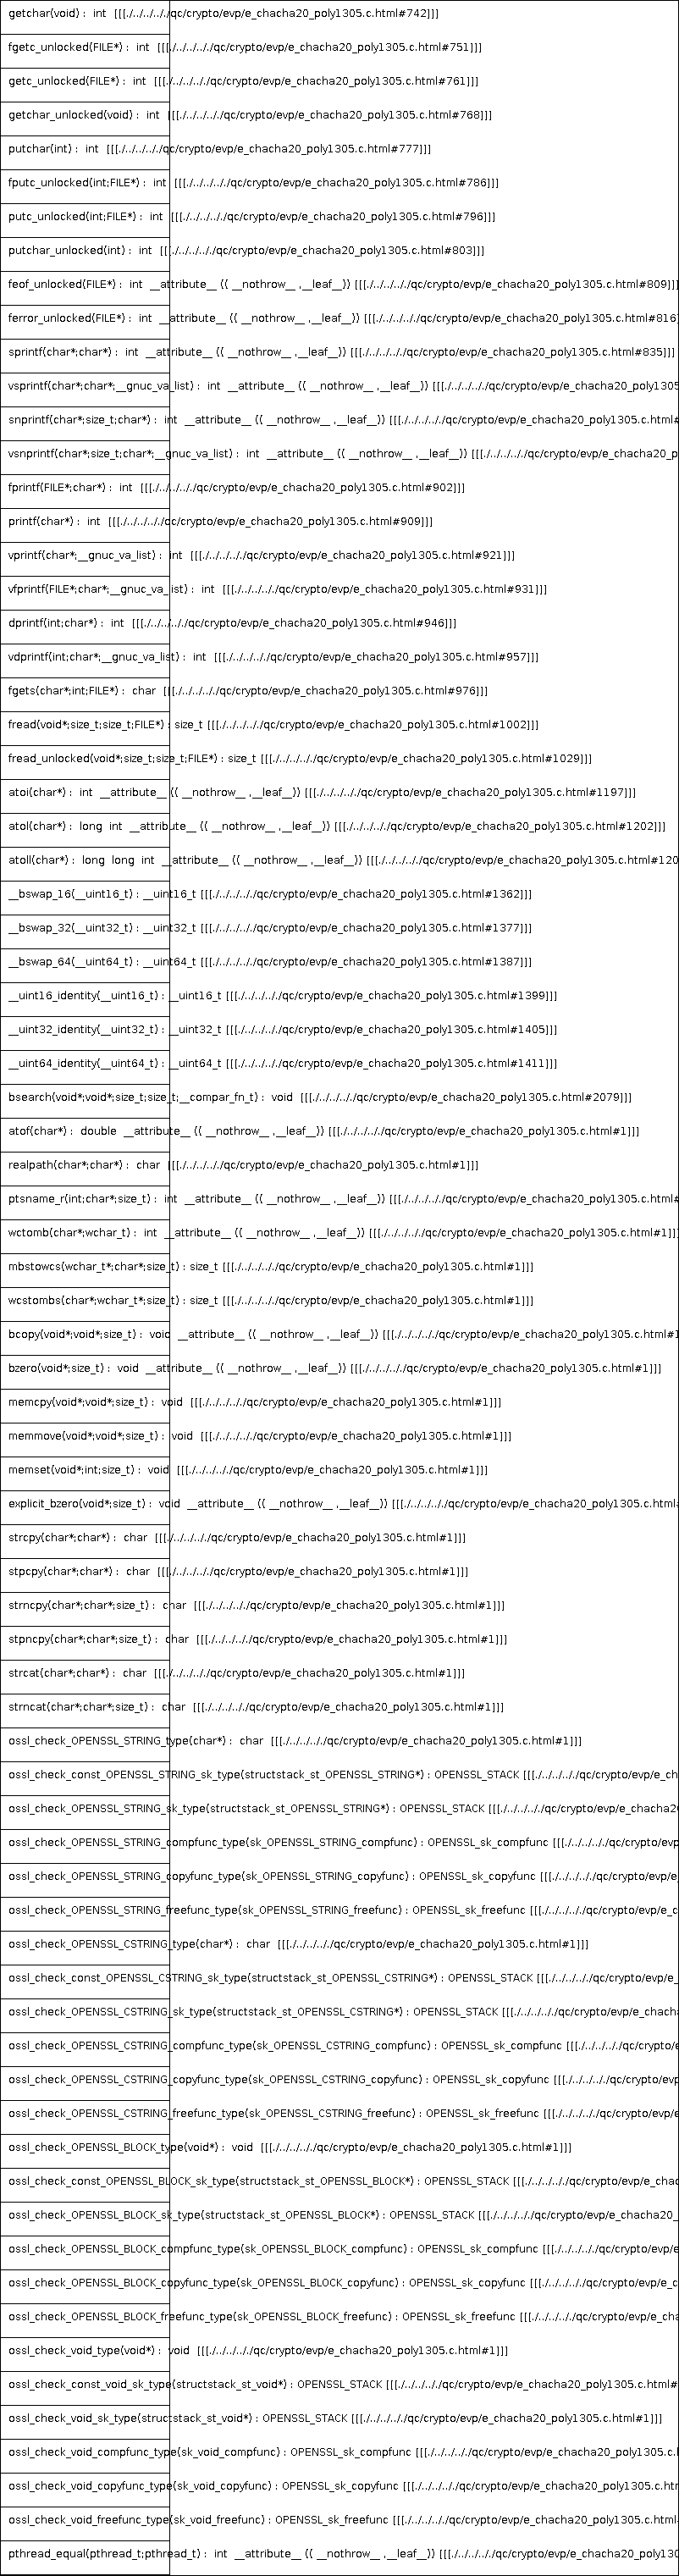 getchar(void) : int [[[./../../../../qc/crypto/evp/e_chacha20_poly1305.c.html#742]]]
fgetc_unlocked(FILE*) : int [[[./../../../../qc/crypto/evp/e_chacha20_poly1305.c.html#751]]]
getc_unlocked(FILE*) : int [[[./../../../../qc/crypto/evp/e_chacha20_poly1305.c.html#761]]]
getchar_unlocked(void) : int [[[./../../../../qc/crypto/evp/e_chacha20_poly1305.c.html#768]]]
putchar(int) : int [[[./../../../../qc/crypto/evp/e_chacha20_poly1305.c.html#777]]]
fputc_unlocked(int;FILE*) : int [[[./../../../../qc/crypto/evp/e_chacha20_poly1305.c.html#786]]]
putc_unlocked(int;FILE*) : int [[[./../../../../qc/crypto/evp/e_chacha20_poly1305.c.html#796]]]
putchar_unlocked(int) : int [[[./../../../../qc/crypto/evp/e_chacha20_poly1305.c.html#803]]]
feof_unlocked(FILE*) : int __attribute__ (( __nothrow__ ,__leaf__)) [[[./../../../../qc/crypto/evp/e_chacha20_poly1305.c.html#809]]]
ferror_unlocked(FILE*) : int __attribute__ (( __nothrow__ ,__leaf__)) [[[./../../../../qc/crypto/evp/e_chacha20_poly1305.c.html#816]
sprintf(char*;char*) : int __attribute__ (( __nothrow__ ,__leaf__)) [[[./../../../../qc/crypto/evp/e_chacha20_poly1305.c.html#835]]]
vsprintf(char*;char*;__gnuc_va_list) : int __attribute__ (( __nothrow__ ,__leaf__)) [[[./../../../../qc/crypto/evp/e_chacha20_poly1305
snprintf(char*;size_t;char*) : int __attribute__ (( __nothrow__ ,__leaf__)) [[[./../../../../qc/crypto/evp/e_chacha20_poly1305.c.html#
vsnprintf(char*;size_t;char*;__gnuc_va_list) : int __attribute__ (( __nothrow__ ,__leaf__)) [[[./../../../../qc/crypto/evp/e_chacha20_p
fprintf(FILE*;char*) : int [[[./../../../../qc/crypto/evp/e_chacha20_poly1305.c.html#902]]]
printf(char*) : int [[[./../../../../qc/crypto/evp/e_chacha20_poly1305.c.html#909]]]
vprintf(char*;__gnuc_va_list) : int [[[./../../../../qc/crypto/evp/e_chacha20_poly1305.c.html#921]]]
vfprintf(FILE*;char*;__gnuc_va_list) : int [[[./../../../../qc/crypto/evp/e_chacha20_poly1305.c.html#931]]]
dprintf(int;char*) : int [[[./../../../../qc/crypto/evp/e_chacha20_poly1305.c.html#946]]]
vdprintf(int;char*;__gnuc_va_list) : int [[[./../../../../qc/crypto/evp/e_chacha20_poly1305.c.html#957]]]
fgets(char*;int;FILE*) : char [[[./../../../../qc/crypto/evp/e_chacha20_poly1305.c.html#976]]]
fread(void*;size_t;size_t;FILE*) : size_t [[[./../../../../qc/crypto/evp/e_chacha20_poly1305.c.html#1002]]]
fread_unlocked(void*;size_t;size_t;FILE*) : size_t [[[./../../../../qc/crypto/evp/e_chacha20_poly1305.c.html#1029]]]
atoi(char*) : int __attribute__ (( __nothrow__ ,__leaf__)) [[[./../../../../qc/crypto/evp/e_chacha20_poly1305.c.html#1197]]]
atol(char*) : long int __attribute__ (( __nothrow__ ,__leaf__)) [[[./../../../../qc/crypto/evp/e_chacha20_poly1305.c.html#1202]]]
atoll(char*) : long long int __attribute__ (( __nothrow__ ,__leaf__)) [[[./../../../../qc/crypto/evp/e_chacha20_poly1305.c.html#120
__bswap_16(__uint16_t) : __uint16_t [[[./../../../../qc/crypto/evp/e_chacha20_poly1305.c.html#1362]]]
__bswap_32(__uint32_t) : __uint32_t [[[./../../../../qc/crypto/evp/e_chacha20_poly1305.c.html#1377]]]
__bswap_64(__uint64_t) : __uint64_t [[[./../../../../qc/crypto/evp/e_chacha20_poly1305.c.html#1387]]]
__uint16_identity(__uint16_t) : __uint16_t [[[./../../../../qc/crypto/evp/e_chacha20_poly1305.c.html#1399]]]
__uint32_identity(__uint32_t) : __uint32_t [[[./../../../../qc/crypto/evp/e_chacha20_poly1305.c.html#1405]]]
__uint64_identity(__uint64_t) : __uint64_t [[[./../../../../qc/crypto/evp/e_chacha20_poly1305.c.html#1411]]]
bsearch(void*;void*;size_t;size_t;__compar_fn_t) : void [[[./../../../../qc/crypto/evp/e_chacha20_poly1305.c.html#2079]]]
atof(char*) : double __attribute__ (( __nothrow__ ,__leaf__)) [[[./../../../../qc/crypto/evp/e_chacha20_poly1305.c.html#1]]]
realpath(char*;char*) : char [[[./../../../../qc/crypto/evp/e_chacha20_poly1305.c.html#1]]]
ptsname_r(int;char*;size_t) : int __attribute__ (( __nothrow__ ,__leaf__)) [[[./../../../../qc/crypto/evp/e_chacha20_poly1305.c.html#
wctomb(char*;wchar_t) : int __attribute__ (( __nothrow__ ,__leaf__)) [[[./../../../../qc/crypto/evp/e_chacha20_poly1305.c.html#1]]]
mbstowcs(wchar_t*;char*;size_t) : size_t [[[./../../../../qc/crypto/evp/e_chacha20_poly1305.c.html#1]]]
wcstombs(char*;wchar_t*;size_t) : size_t [[[./../../../../qc/crypto/evp/e_chacha20_poly1305.c.html#1]]]
bcopy(void*;void*;size_t) : void __attribute__ (( __nothrow__ ,__leaf__)) [[[./../../../../qc/crypto/evp/e_chacha20_poly1305.c.html#1
bzero(void*;size_t) : void __attribute__ (( __nothrow__ ,__leaf__)) [[[./../../../../qc/crypto/evp/e_chacha20_poly1305.c.html#1]]]
memcpy(void*;void*;size_t) : void [[[./../../../../qc/crypto/evp/e_chacha20_poly1305.c.html#1]]]
memmove(void*;void*;size_t) : void [[[./../../../../qc/crypto/evp/e_chacha20_poly1305.c.html#1]]]
memset(void*;int;size_t) : void [[[./../../../../qc/crypto/evp/e_chacha20_poly1305.c.html#1]]]
explicit_bzero(void*;size_t) : void __attribute__ (( __nothrow__ ,__leaf__)) [[[./../../../../qc/crypto/evp/e_chacha20_poly1305.c.html
strcpy(char*;char*) : char [[[./../../../../qc/crypto/evp/e_chacha20_poly1305.c.html#1]]]
stpcpy(char*;char*) : char [[[./../../../../qc/crypto/evp/e_chacha20_poly1305.c.html#1]]]
strncpy(char*;char*;size_t) : char [[[./../../../../qc/crypto/evp/e_chacha20_poly1305.c.html#1]]]
stpncpy(char*;char*;size_t) : char [[[./../../../../qc/crypto/evp/e_chacha20_poly1305.c.html#1]]]
strcat(char*;char*) : char [[[./../../../../qc/crypto/evp/e_chacha20_poly1305.c.html#1]]]
strncat(char*;char*;size_t) : char [[[./../../../../qc/crypto/evp/e_chacha20_poly1305.c.html#1]]]
ossl_check_OPENSSL_STRING_type(char*) : char [[[./../../../../qc/crypto/evp/e_chacha20_poly1305.c.html#1]]]
ossl_check_const_OPENSSL_STRING_sk_type(structstack_st_OPENSSL_STRING*) : OPENSSL_STACK [[[./../../../../qc/crypto/evp/e_ch
ossl_check_OPENSSL_STRING_sk_type(structstack_st_OPENSSL_STRING*) : OPENSSL_STACK [[[./../../../../qc/crypto/evp/e_chacha2
ossl_check_OPENSSL_STRING_compfunc_type(sk_OPENSSL_STRING_compfunc) : OPENSSL_sk_compfunc [[[./../../../../qc/crypto/evp
ossl_check_OPENSSL_STRING_copyfunc_type(sk_OPENSSL_STRING_copyfunc) : OPENSSL_sk_copyfunc [[[./../../../../qc/crypto/evp/e
ossl_check_OPENSSL_STRING_freefunc_type(sk_OPENSSL_STRING_freefunc) : OPENSSL_sk_freefunc [[[./../../../../qc/crypto/evp/e_c
ossl_check_OPENSSL_CSTRING_type(char*) : char [[[./../../../../qc/crypto/evp/e_chacha20_poly1305.c.html#1]]]
ossl_check_const_OPENSSL_CSTRING_sk_type(structstack_st_OPENSSL_CSTRING*) : OPENSSL_STACK [[[./../../../../qc/crypto/evp/e_
ossl_check_OPENSSL_CSTRING_sk_type(structstack_st_OPENSSL_CSTRING*) : OPENSSL_STACK [[[./../../../../qc/crypto/evp/e_chach
ossl_check_OPENSSL_CSTRING_compfunc_type(sk_OPENSSL_CSTRING_compfunc) : OPENSSL_sk_compfunc [[[./../../../../qc/crypto/e
ossl_check_OPENSSL_CSTRING_copyfunc_type(sk_OPENSSL_CSTRING_copyfunc) : OPENSSL_sk_copyfunc [[[./../../../../qc/crypto/evp
ossl_check_OPENSSL_CSTRING_freefunc_type(sk_OPENSSL_CSTRING_freefunc) : OPENSSL_sk_freefunc [[[./../../../../qc/crypto/evp/e
ossl_check_OPENSSL_BLOCK_type(void*) : void [[[./../../../../qc/crypto/evp/e_chacha20_poly1305.c.html#1]]]
ossl_check_const_OPENSSL_BLOCK_sk_type(structstack_st_OPENSSL_BLOCK*) : OPENSSL_STACK [[[./../../../../qc/crypto/evp/e_chac
ossl_check_OPENSSL_BLOCK_sk_type(structstack_st_OPENSSL_BLOCK*) : OPENSSL_STACK [[[./../../../../qc/crypto/evp/e_chacha20_
ossl_check_OPENSSL_BLOCK_compfunc_type(sk_OPENSSL_BLOCK_compfunc) : OPENSSL_sk_compfunc [[[./../../../../qc/crypto/evp/e
ossl_check_OPENSSL_BLOCK_copyfunc_type(sk_OPENSSL_BLOCK_copyfunc) : OPENSSL_sk_copyfunc [[[./../../../../qc/crypto/evp/e_c
ossl_check_OPENSSL_BLOCK_freefunc_type(sk_OPENSSL_BLOCK_freefunc) : OPENSSL_sk_freefunc [[[./../../../../qc/crypto/evp/e_cha
ossl_check_void_type(void*) : void [[[./../../../../qc/crypto/evp/e_chacha20_poly1305.c.html#1]]]
ossl_check_const_void_sk_type(structstack_st_void*) : OPENSSL_STACK [[[./../../../../qc/crypto/evp/e_chacha20_poly1305.c.html#
ossl_check_void_sk_type(structstack_st_void*) : OPENSSL_STACK [[[./../../../../qc/crypto/evp/e_chacha20_poly1305.c.html#1]]]
ossl_check_void_compfunc_type(sk_void_compfunc) : OPENSSL_sk_compfunc [[[./../../../../qc/crypto/evp/e_chacha20_poly1305.c.
ossl_check_void_copyfunc_type(sk_void_copyfunc) : OPENSSL_sk_copyfunc [[[./../../../../qc/crypto/evp/e_chacha20_poly1305.c.htm
ossl_check_void_freefunc_type(sk_void_freefunc) : OPENSSL_sk_freefunc [[[./../../../../qc/crypto/evp/e_chacha20_poly1305.c.html
pthread_equal(pthread_t;pthread_t) : int __attribute__ (( __nothrow__ ,__leaf__)) [[[./../../../../qc/crypto/evp/e_chacha20_poly130